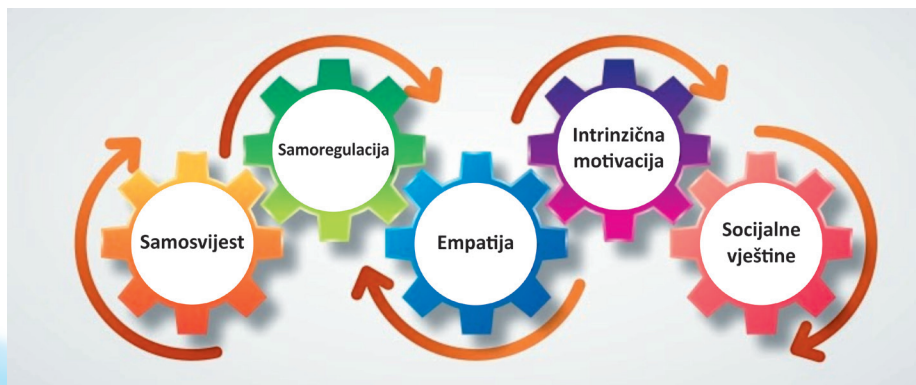 Samosvijest
Samoregulacija
Empatija
Intrinzična
motivacija
Socijalne
vještine